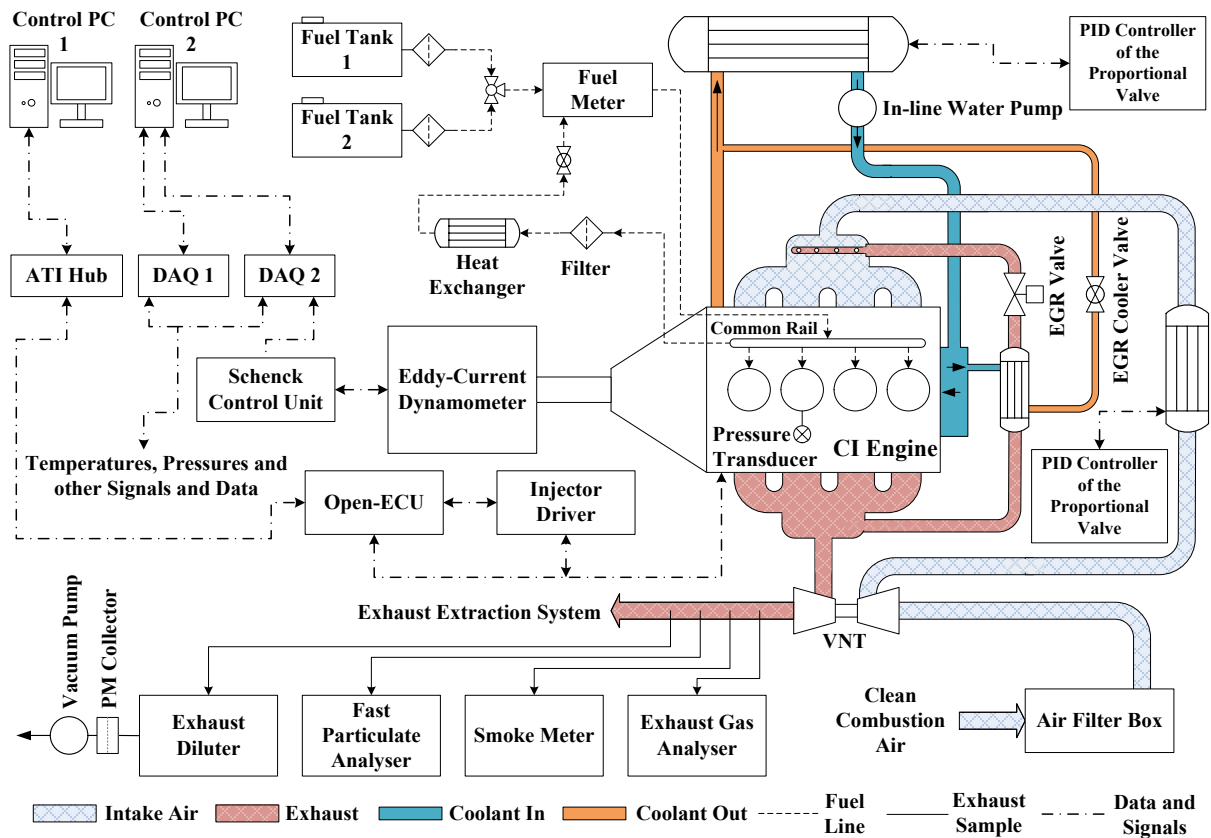 Control PC
1
Control PC
2
Fuel Tank
1
Fuel Tank
2
Fuel
Meter
PID Controller
of the
Proportional
Valve
In-line Water Pump
Heat
Exchanger
Filter
ATI Hub
DAQ 1
DAQ 2
EGR Valve
EGR Cooler Valve
Common Rail
Schenck
Control Unit
Eddy-Current
Dynamometer
Pressure
Transducer
CI Engine
Temperatures, Pressures and
other Signals and Data
Open-ECU
Injector
Driver
PID Controller
of the
Proportional
Valve
Exhaust Extraction System
VNT
Vacuum Pump
PM Collector
Exhaust
Diluter
Fast
Particulate
Analyser
Smoke Meter
Exhaust Gas
Analyser
Clean
Combustion
Air
Air Filter Box
Intake Air
Exhaust
Coolant In
Coolant Out
Fuel
Line
Exhaust
Sample
Data and
Signals